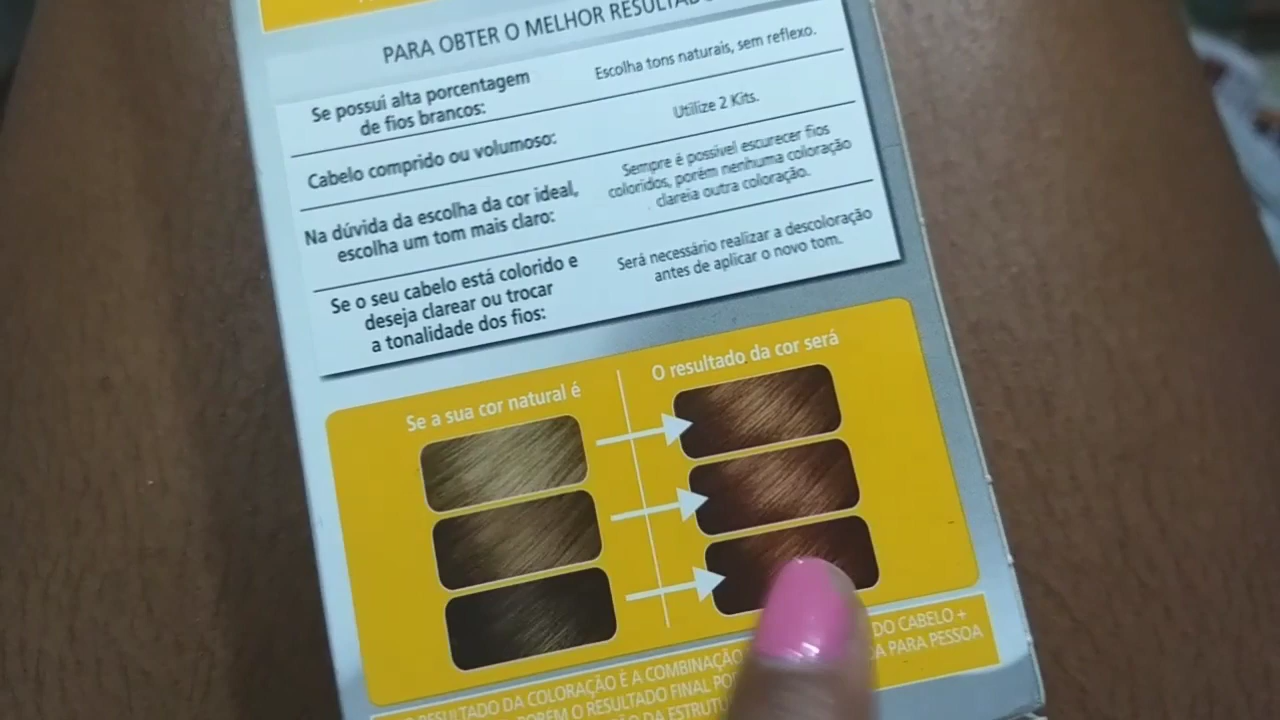 PARA OBTER O MELHOR RESULTADO
Se possui alta porcentagem
de fios brancos:
Escolha tons naturais, sem reflexo.
Cabelo comprido ou volumoso:
Utilize 2 Kits.
Na dúvida da escolha da cor ideal,
escolha um tom mais claro:
Sempre é possível escurecer fios
coloridos, porém nenhuma coloração
clareia outra coloração.
Se o seu cabelo está colorido e
deseja clarear ou trocar
a tonalidade dos fios:
Será necessário realizar a descoloração
antes de aplicar o novo tom.
Se a sua cor natural é
O resultado da cor será
RESULTADO DA COLORAÇÃO É A COMBINAÇÃO DO CABELO +
PORÉM O RESULTADO FINAL PARA PESSOA
DA